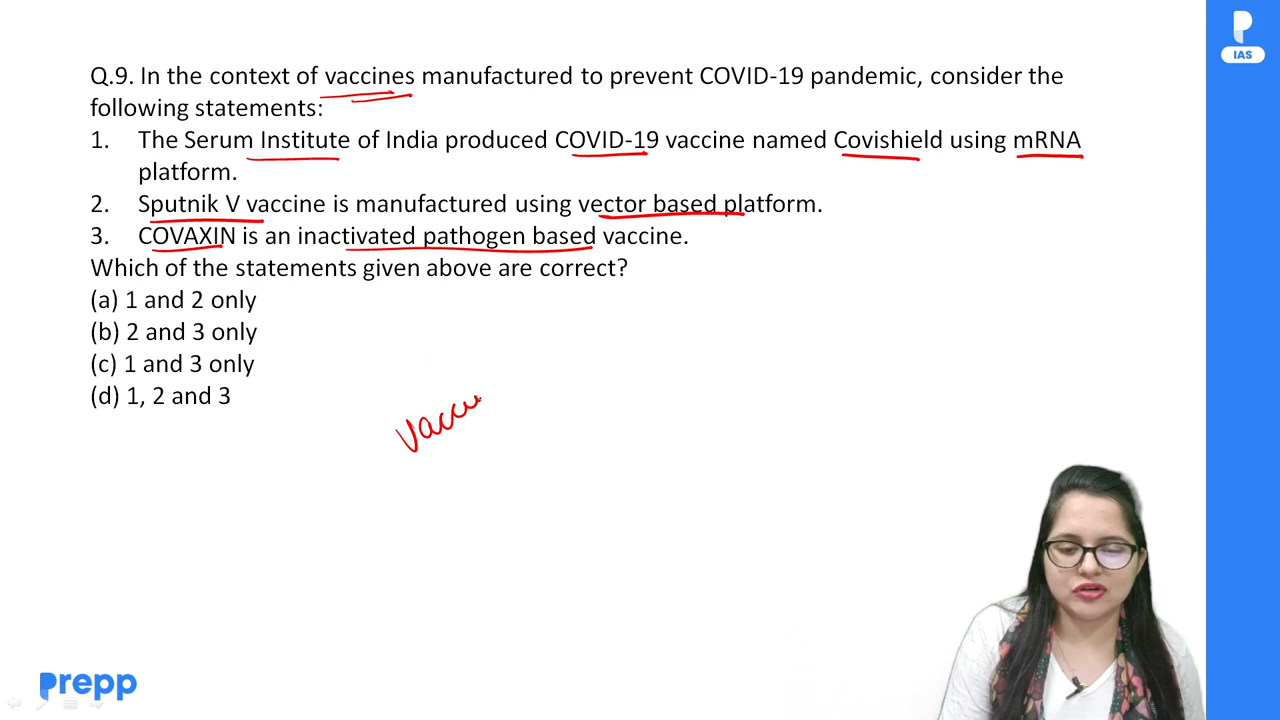 IAS
Q.9. In the context of vaccines manufactured to prevent COVID-19 pandemic, consider the
following statements:
1. The Serum Institute of India produced COVID-19 vaccine named Covishield using mRNA
platform.
2. Sputnik V vaccine is manufactured using vector based platform.
3. COVAXIN is an inactivated pathogen based vaccine.
Which of the statements given above are correct?
(a) 1 and 2 only
(b) 2 and 3 only
(c) 1 and 3 only
(d) 1, 2 and 3
prepp